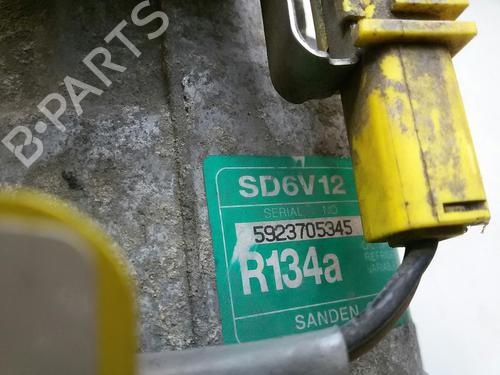 B-PARTS
SD6V12
SERIAL NO
5923705345
R134a
SANDEN